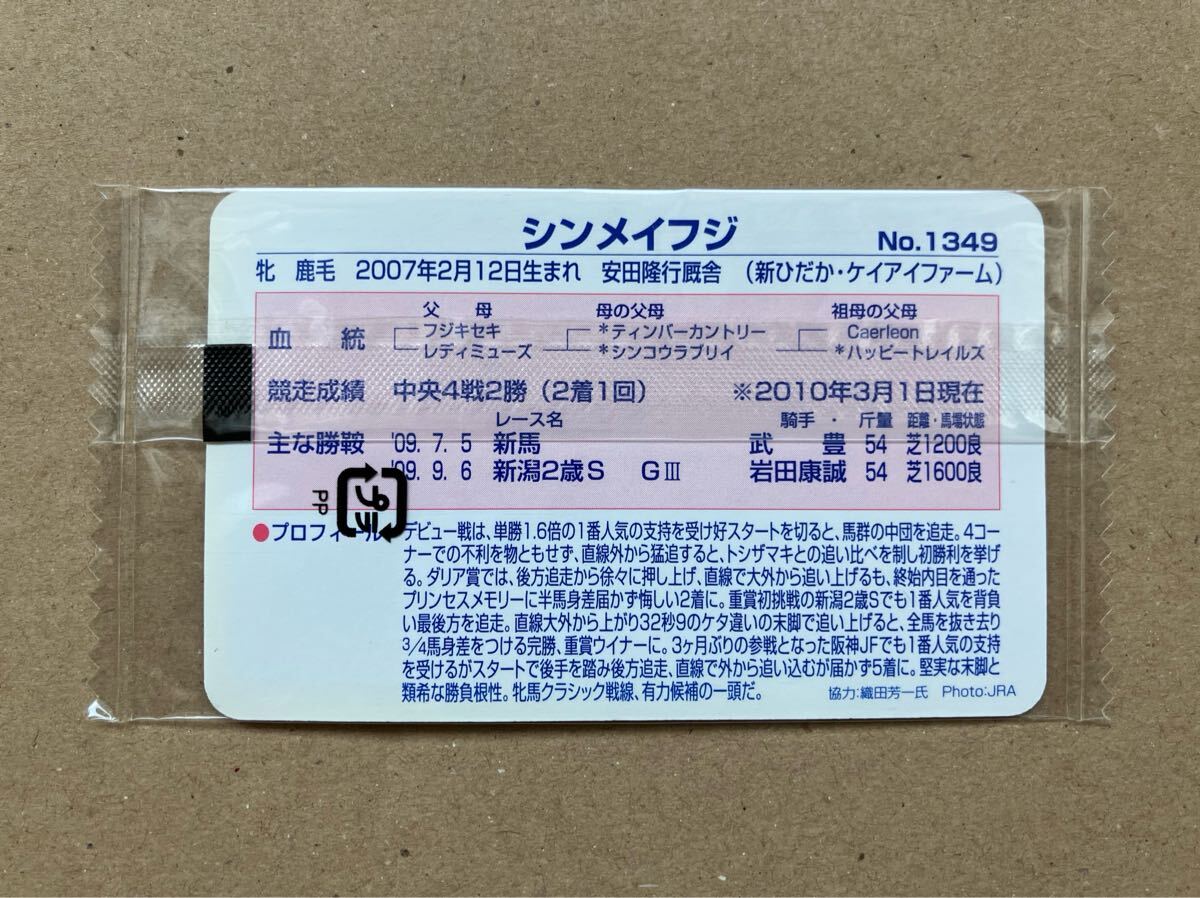 シンメイフジ No.1349
牝 鹿毛 2007年2月12日生まれ 安田隆行厩舎 (新ひだか・ケイアイファーム)
父 母 母の父母 祖母の父母
血統 フジキセキ *ティンバーカントリー Caerleon
レディミューズ *シンコウラブリイ *ハッピートレイルズ
競走成績 中央4戦2勝(2着1回) ※2010年3月1日現在
レース名 騎手・斤量 距離・馬場状態
主な勝鞍 '09.7.5 新馬 武豊 54 芝1200良
'09.9.6 新潟2歳S GⅢ 岩田康誠 54 芝1600良
プラ
PP
●プロフィール デビュー戦は、単勝1.6倍の1番人気の支持を受け好スタートを切ると、馬群の中団を追走。4コー
ナーでの不利を物ともせず、直線外から猛追すると、トシザマキとの追い比べを制し初勝利を挙げ
る。ダリア賞では、後方追走から徐々に押し上げ、直線で大外から追い上げるも、終始内目を通った
プリンセスメモリーに半馬身差届かず悔しい2着に。重賞初挑戦の新潟2歳Sでも1番人気を背負
い最後方を追走。直線大外から上がり32秒9のケタ違いの末脚で追い上げると、全馬を抜き去り
3/4馬身差をつける完勝、重賞ウイナーに。3ヶ月ぶりの参戦となった阪神JFでも1番人気の支持
を受けるがスタートで後手を踏み後方追走、直線で外から追い込むが届かず5着に。堅実な末脚と
類希な勝負根性。牝馬クラシック戦線、有力候補の一頭だ。 協力:織田芳一氏 Photo:JRA